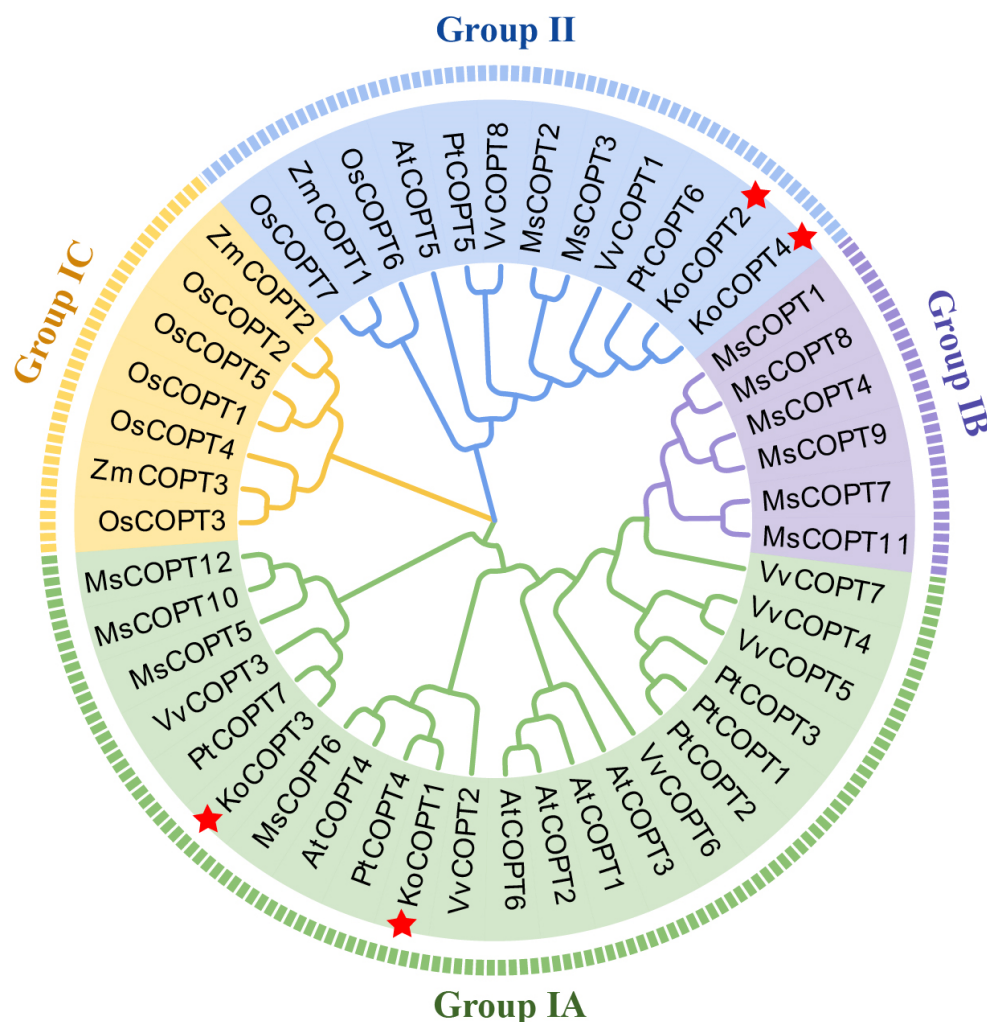 Group II
OsCOPT7
ZmCOPT1
OsCOPT6
AtCOPT5
PtCOPT5
VvCOPT8
MsCOPT2
MsCOPT3
VvCOPT1
PtCOPT6
KoCOPT2
KoCOPT4
Group IB
MsCOPT1
MsCOPT8
MsCOPT4
MsCOPT9
MsCOPT7
MsCOPT11
VvCOPT7
VvCOPT4
VvCOPT5
PtCOPT3
PtCOPT1
PtCOPT2
VvCOPT6
AtCOPT3
AtCOPT1
AtCOPT2
AtCOPT6
VvCOPT2
KoCOPT1
PtCOPT4
AtCOPT4
MsCOPT6
KoCOPT3
PtCOPT7
VvCOPT3
MsCOPT5
MsCOPT10
MsCOPT12
Group IA
OsCOPT3
ZmCOPT3
OsCOPT4
OsCOPT1
OsCOPT5
OsCOPT2
ZmCOPT2
Group IC